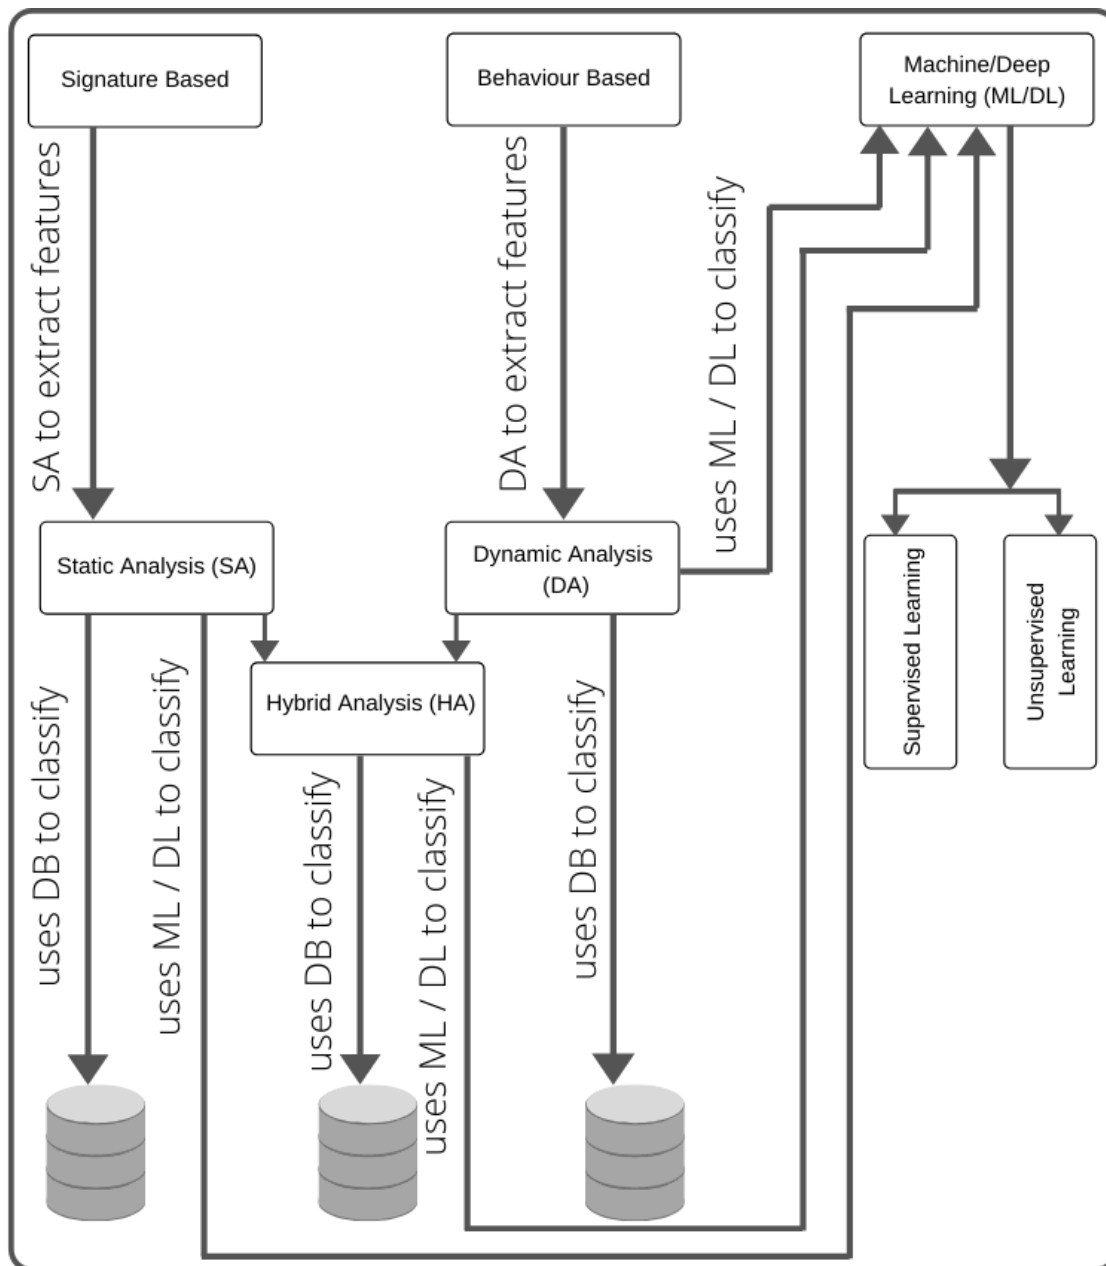 Signature Based
Behaviour Based
Machine/Deep
Learning (ML/DL)
SA to extract features
DA to extract features
uses ML / DL to classify
Static Analysis (SA)
Dynamic Analysis
(DA)
Hybrid Analysis (HA)
Supervised Learning
Unsupervised
Learning
uses DB to classify
uses ML / DL to classify
uses DB to classify
uses ML / DL to classify
uses DB to classify